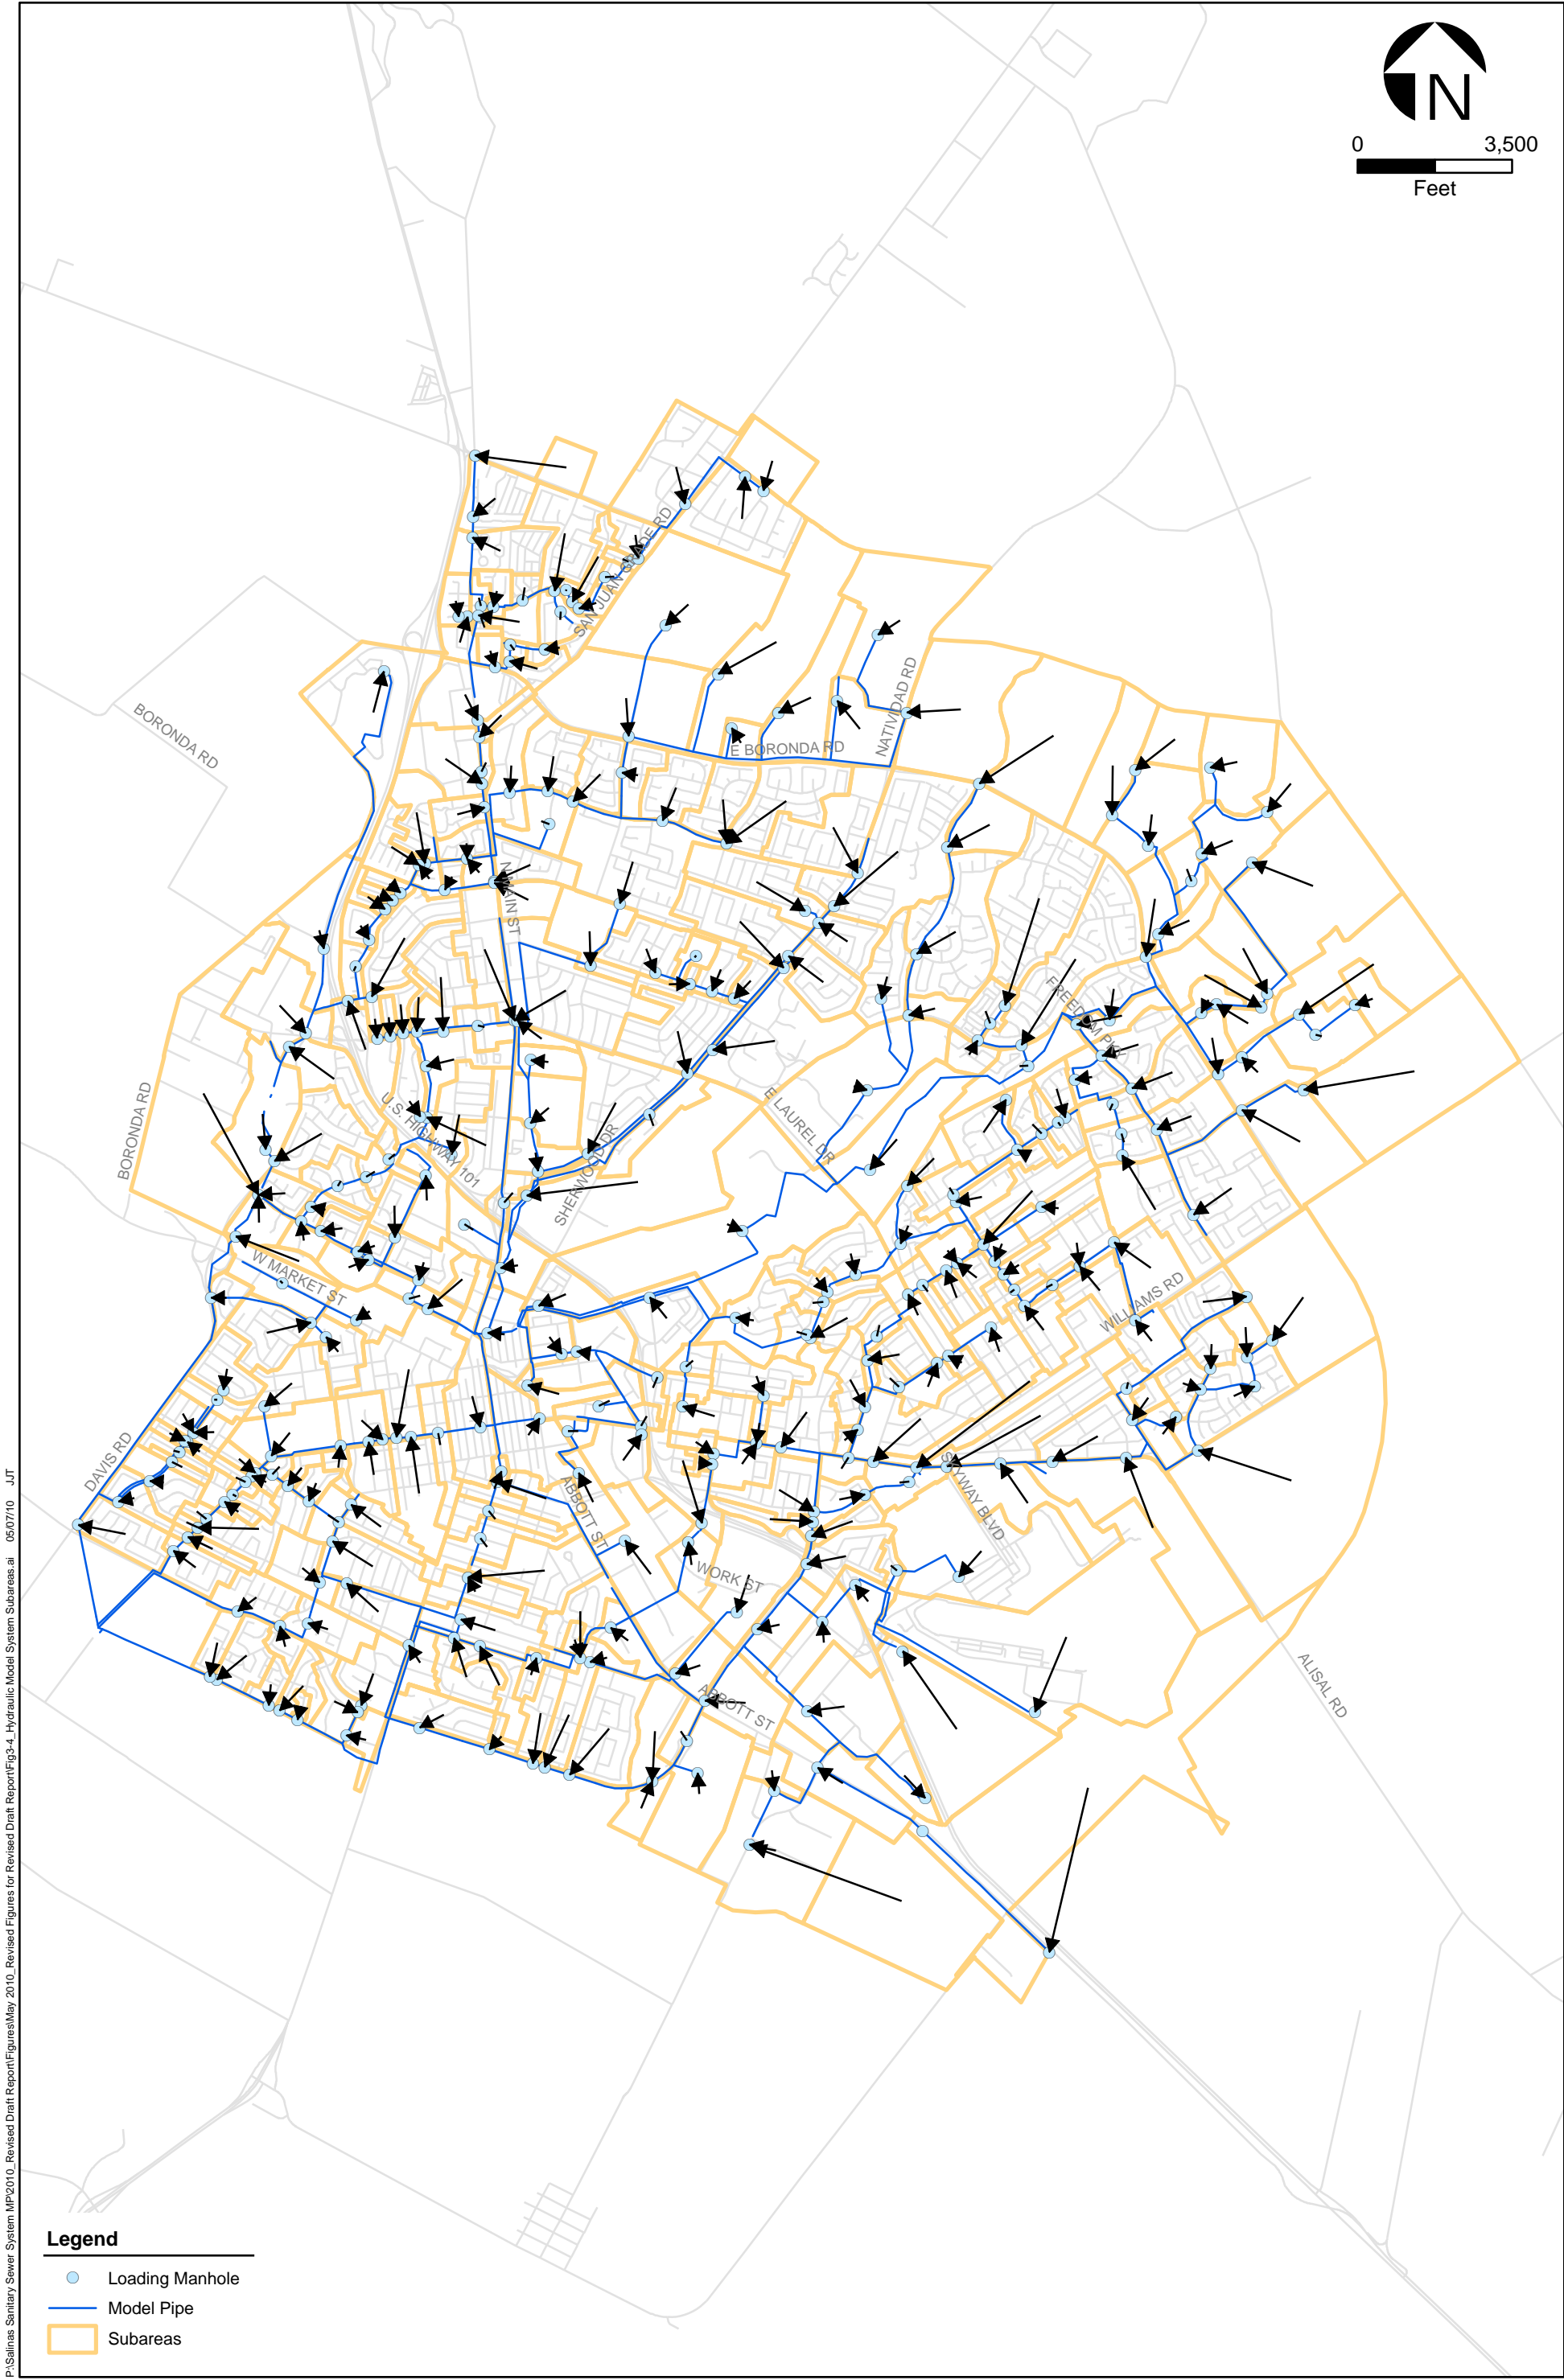 N
0 3,500
Feet
SAN JUAN GRADE RD
NATIVIDAD RD
BORONDA RD
E BORONDA RD
N MAIN ST
FREEDOM PKY
BORONDA RD
U.S. HIGHWAY 101
E LAUREL DR
SHERWOOD DR
W MARKET ST
WILLIAMS RD
DAVIS RD
SKYWAY BLVD
ABBOTT ST
WORK ST
ABBOTT ST
ALISAL RD
P:\Salinas Sanitary Sewer System MP\2010_Revised Draft Report\Figures\May 2010_Revised Figures for Revised Draft Report\Fig3-4_Hydraulic Model System Subareas.ai 05/07/10 JJT
Legend
Loading Manhole
Model Pipe
Subareas